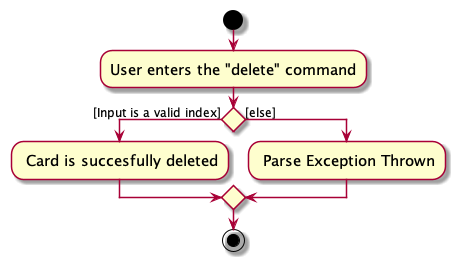 User enters the "delete" command
[Input is a valid index]
[else]
Card is succesfully deleted
Parse Exception Thrown